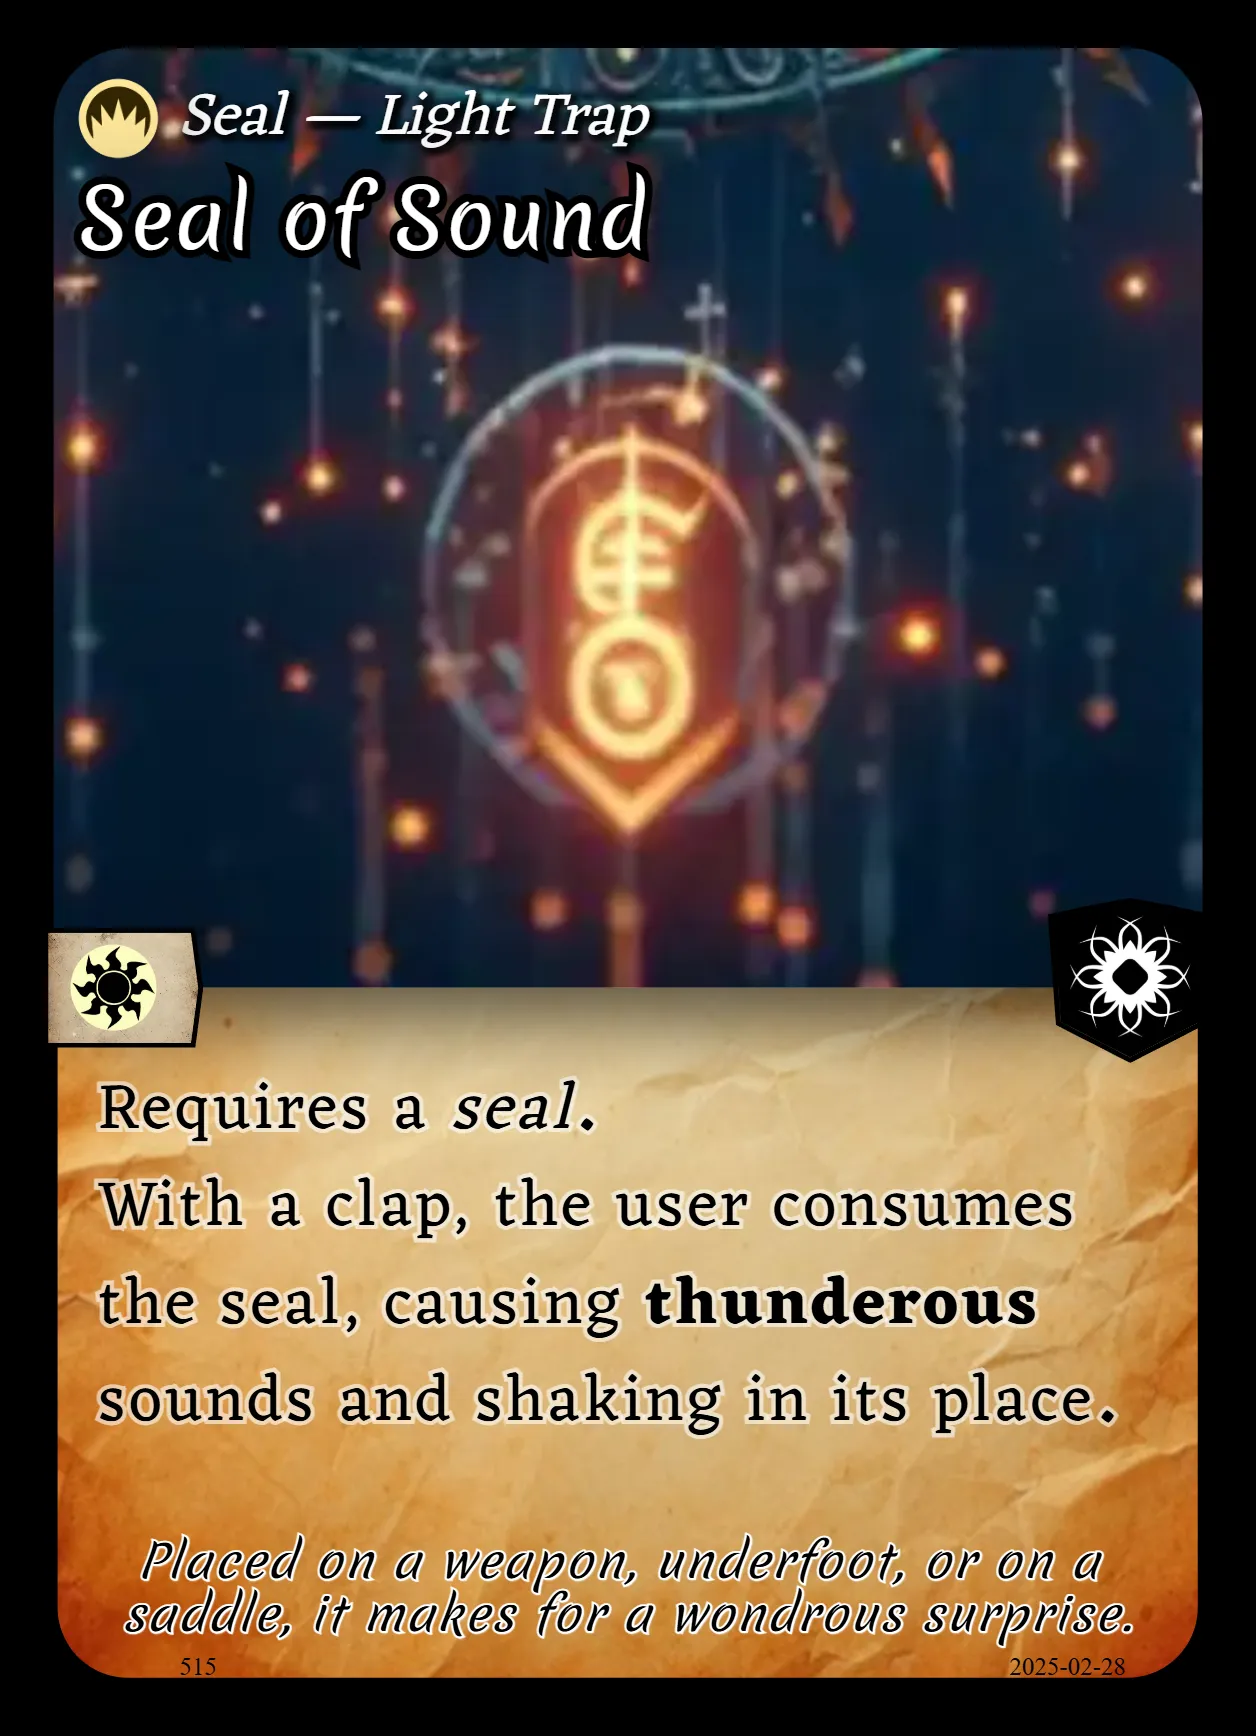 Seal — Light Trap
Seal of Sound
Requires a seal.
With a clap, the user consumes
the seal, causing thunderous
sounds and shaking in its place.
Placed on a weapon, underfoot, or on a
saddle, it makes for a wondrous surprise.
515
2025-02-28